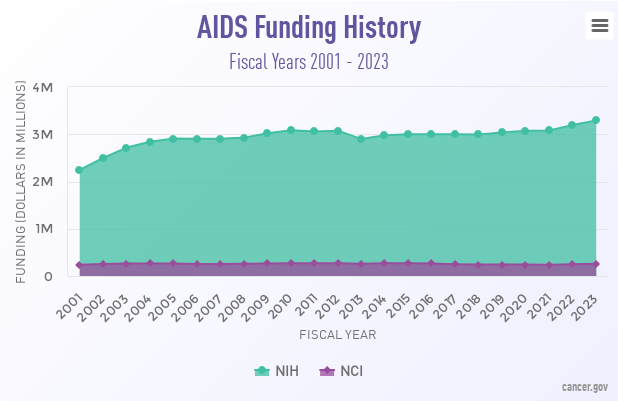 AIDS Funding History
Fiscal Years 2001 - 2023
FUNDING (DOLLARS IN MILLIONS)
4M
3M
2M
1M
0
2001
2002
2003
2004
2005
2006
2007
2008
2009
2010
2011
2012
2013
2014
2015
2016
2017
2018
2019
2020
2021
2022
2023
FISCAL YEAR
NIH
NCI
cancer.gov